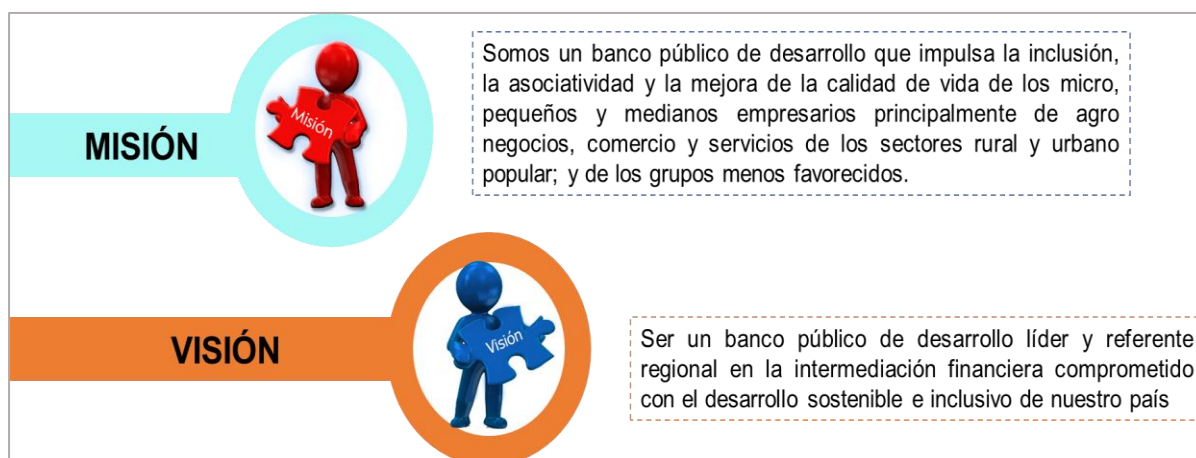 MISIÓN
Misión
Somos un banco público de desarrollo que impulsa la inclusión,
la asociatividad y la mejora de la calidad de vida de los micro,
pequeños y medianos empresarios principalmente de agro
negocios, comercio y servicios de los sectores rural y urbano
popular; y de los grupos menos favorecidos.
VISIÓN
Visión
Ser un banco público de desarrollo líder y referente
regional en la intermediación financiera comprometido
con el desarrollo sostenible e inclusivo de nuestro país